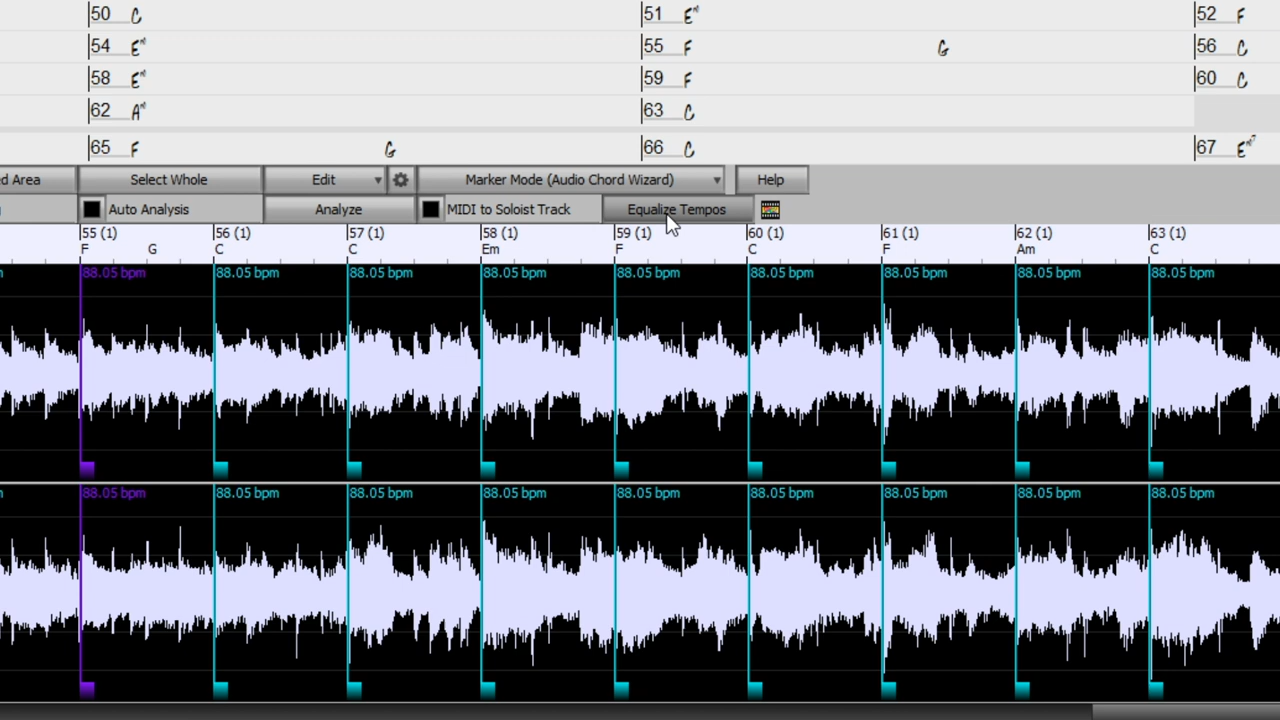 50 C 51 Em 52 F
54 Em 55 F G 56 C
58 Em 59 F 60 C
62 Am 63 C
65 F G 66 C 67 Em7
d Area Select Whole Edit Marker Mode (Audio Chord Wizard) Help
Auto Analysis Analyze MIDI to Soloist Track Equalize Tempos
55 (1) 56 (1) 57 (1) 58 (1) 59 (1) 60 (1) 61 (1) 62 (1) 63 (1)
F G C C Em F C F Am C
88.05 bpm 88.05 bpm 88.05 bpm 88.05 bpm 88.05 bpm 88.05 bpm 88.05 bpm 88.05 bpm 88.05 bpm
88.05 bpm 88.05 bpm 88.05 bpm 88.05 bpm 88.05 bpm 88.05 bpm 88.05 bpm 88.05 bpm 88.05 bpm